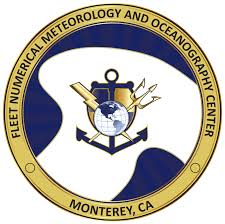 FLEET NUMERICAL METEOROLOGY AND OCEANOGRAPHY CENTER
MONTEREY, CA